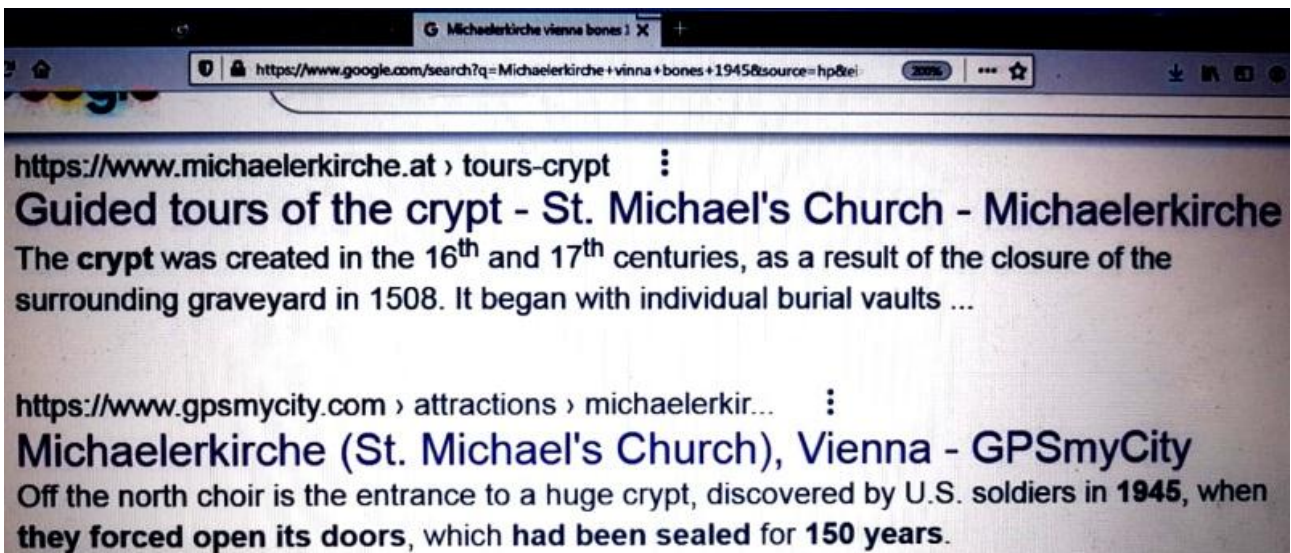 G Michaelerkirche vienna bones 1
https://www.google.com/search?q=Michaelerkirche+vinna+bones+1945&source=hp&ei
200%
https://www.michaelerkirche.at › tours-crypt
Guided tours of the crypt - St. Michael's Church - Michaelerkirche
The crypt was created in the 16th and 17th centuries, as a result of the closure of the
surrounding graveyard in 1508. It began with individual burial vaults ...
https://www.gpsmycity.com › attractions › michaelerkir...
Michaelerkirche (St. Michael's Church), Vienna - GPSmyCity
Off the north choir is the entrance to a huge crypt, discovered by U.S. soldiers in 1945, when
they forced open its doors, which had been sealed for 150 years.